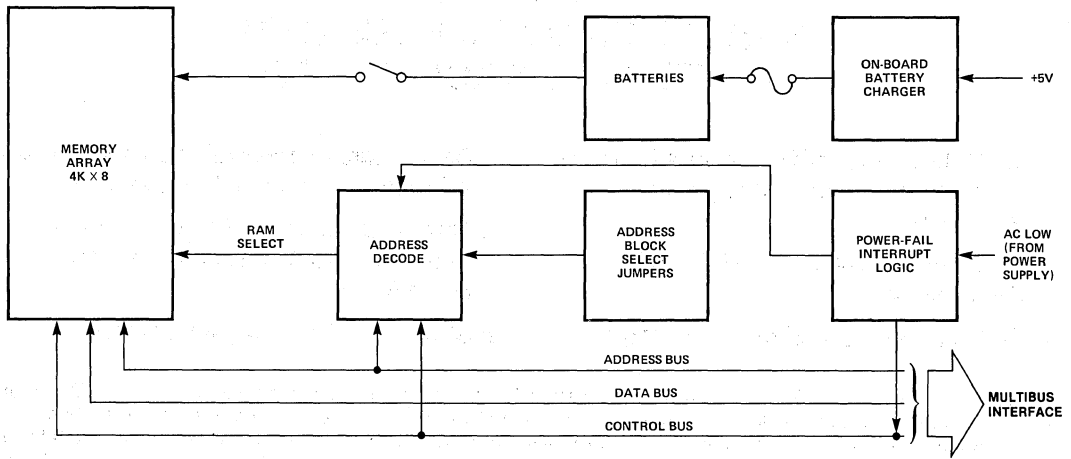 MEMORY
ARRAY
4K X 8
BATTERIES
ON-BOARD
BATTERY
CHARGER
+5V
RAM
SELECT
ADDRESS
DECODE
ADDRESS
BLOCK
SELECT
JUMPERS
POWER-FAIL
INTERRUPT
LOGIC
AC LOW
(FROM
POWER
SUPPLY)
ADDRESS BUS
DATA BUS
CONTROL BUS
MULTIBUS
INTERFACE